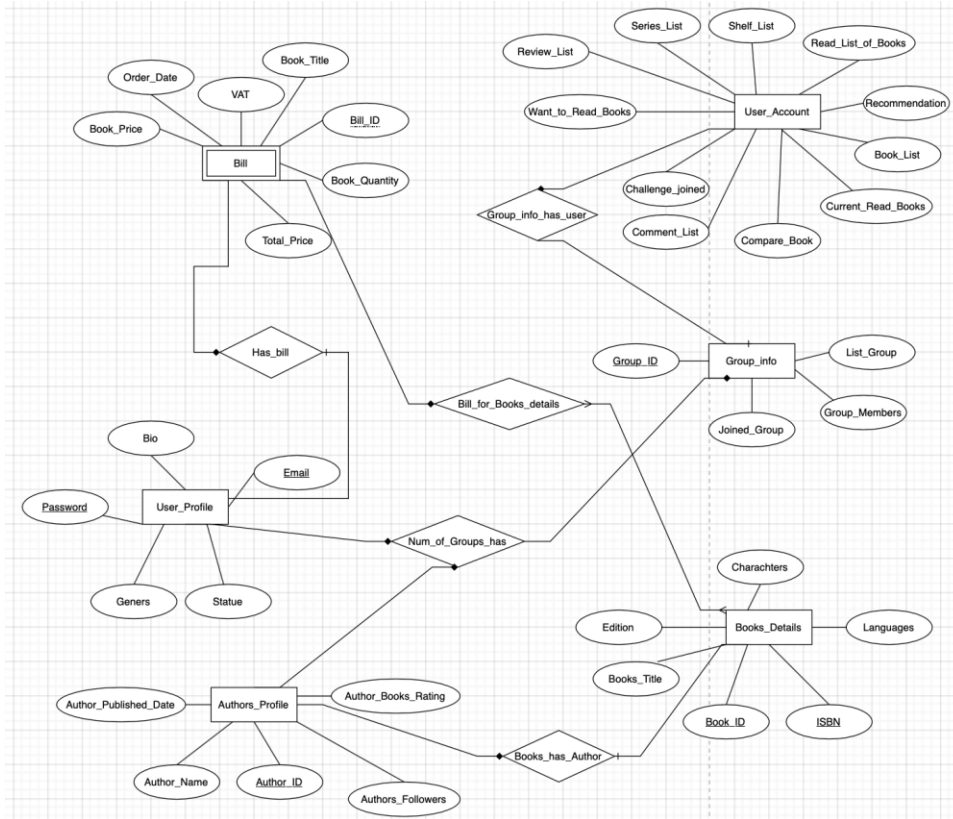 Series_List
Shelf_List
Read_List_of_Books
Review_List
Book_Title
Order_Date
VAT
Want_to_Read_Books
User_Account
Recommendation
Book_Price
Bill_ID
Bill
Book_List
Book_Quantity
Challenge_joined
Current_Read_Books
Group_info_has_user
Comment_List
Compare_Book
Total_Price
Has_bill
Group_ID
Group_info
List_Group
Bill_for_Books_details
Group_Members
Joined_Group
Bio
Email
Password
User_Profile
Num_of_Groups_has
Charachters
Geners
Statue
Edition
Books_Details
Languages
Books_Title
Author_Published_Date
Authors_Profile
Author_Books_Rating
Book_ID
ISBN
Books_has_Author
Author_Name
Author_ID
Authors_Followers